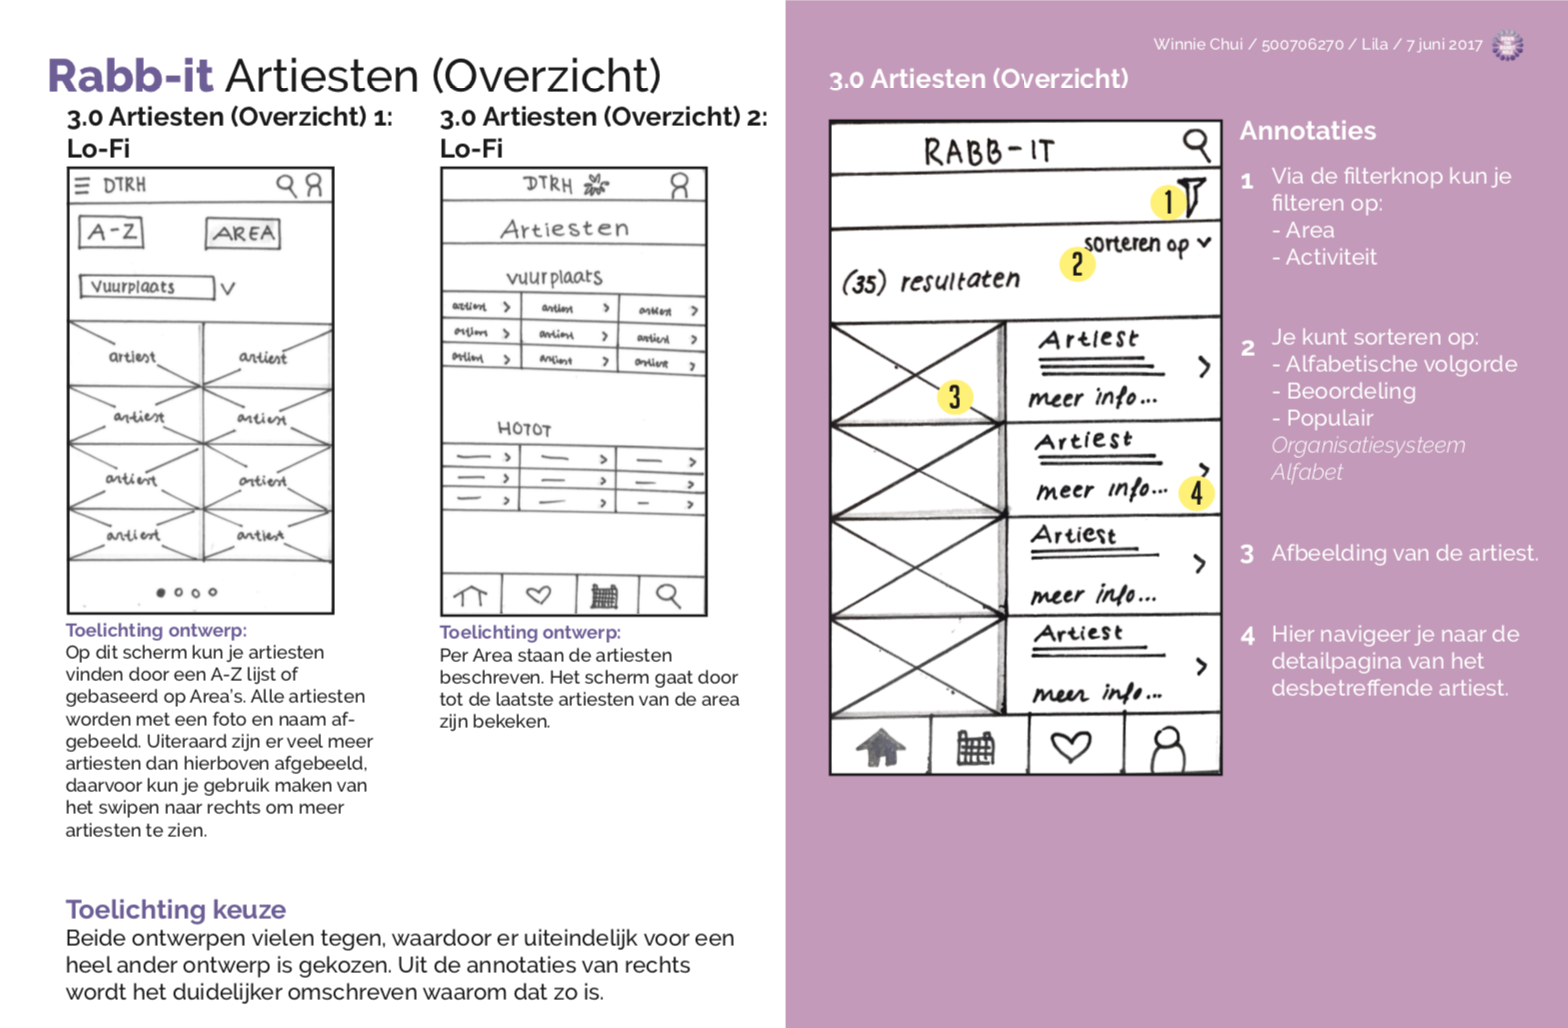 Rabb-it Artiesten (Overzicht)
3.0 Artiesten (Overzicht) 1:
Lo-Fi
DTRH
A-Z
AREA
Vuurplaats
artiest
artiest
artiest
artiest
artiest
artiest
artiest
artiest
Toelichting ontwerp:
Op dit scherm kun je artiesten
vinden door een A-Z lijst of
gebaseerd op Area's. Alle artiesten
worden met een foto en naam af-
gebeeld. Uiteraard zijn er veel meer
artiesten dan hierboven afgebeeld,
daarvoor kun je gebruik maken van
het swipen naar rechts om meer
artiesten te zien.
3.0 Artiesten (Overzicht) 2:
Lo-Fi
DTRH
Artiesten
vuurplaats
artiest > artiest > artiest >
artiest > artiest > artiest >
artiest > artiest > artiest >
HOTOT
Toelichting ontwerp:
Per Area staan de artiesten
beschreven. Het scherm gaat door
tot de laatste artiesten van de area
zijn bekeken.
Toelichting keuze
Beide ontwerpen vielen tegen, waardoor er uiteindelijk voor een
heel ander ontwerp is gekozen. Uit de annotaties van rechts
wordt het duidelijker omschreven waarom dat zo is.
Winnie Chui / 500706270 / Lila / 7 juni 2017
3.0 Artiesten (Overzicht)
RABB-IT
1
sorteren op
2
(35) resultaten
Artiest
meer info...
3
Artiest
meer info...
4
Artiest
meer info...
Artiest
meer info...
Annotaties
1 Via de filterknop kun je
filteren op:
- Area
- Activiteit
2 Je kunt sorteren op:
- Alfabetische volgorde
- Beoordeling
- Populair
Organisatiesysteem
Alfabet
3 Afbeelding van de artiest.
4 Hier navigeer je naar de
detailpagina van het
desbetreffende artiest.